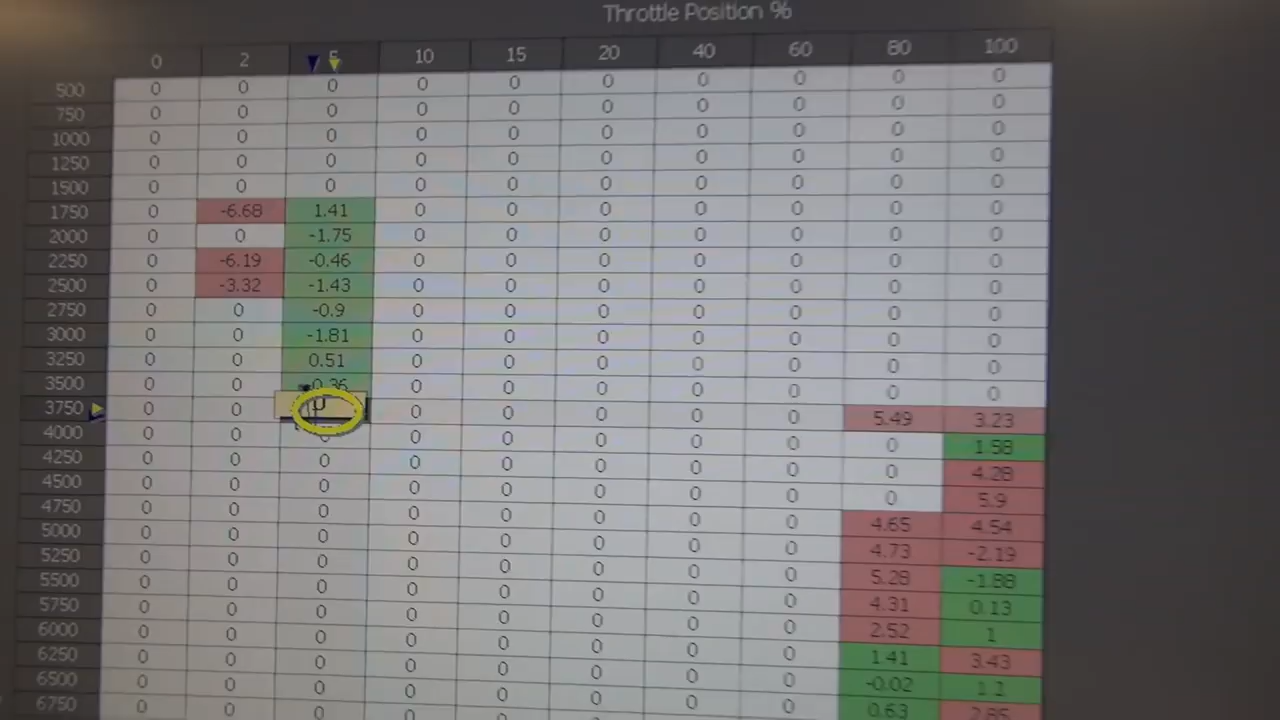 Throttle Position %
0 2 5 10 15 20 40 60 80 100
500 0 0 0 0 0 0 0 0 0 0
750 0 0 0 0 0 0 0 0 0 0
1000 0 0 0 0 0 0 0 0 0 0
1250 0 0 0 0 0 0 0 0 0 0
1500 0 0 0 0 0 0 0 0 0 0
1750 0 -6.68 1.41 0 0 0 0 0 0 0
2000 0 0 -1.75 0 0 0 0 0 0 0
2250 0 -6.19 -0.46 0 0 0 0 0 0 0
2500 0 -3.32 -1.43 0 0 0 0 0 0 0
2750 0 0 -0.9 0 0 0 0 0 0 0
3000 0 0 -1.81 0 0 0 0 0 0 0
3250 0 0 0.51 0 0 0 0 0 0 0
3500 0 0 0.36 0 0 0 0 0 0 0
3750 0 0 0 0 0 0 0 0 5.49 3.23
4000 0 0 0 0 0 0 0 0 0 1.58
4250 0 0 0 0 0 0 0 0 0 4.28
4500 0 0 0 0 0 0 0 0 0 5.9
4750 0 0 0 0 0 0 0 0 4.65 4.54
5000 0 0 0 0 0 0 0 0 4.73 -2.19
5250 0 0 0 0 0 0 0 0 5.28 -1.88
5500 0 0 0 0 0 0 0 0 4.31 0.13
5750 0 0 0 0 0 0 0 0 2.52 1
6000 0 0 0 0 0 0 0 0 1.41 3.43
6250 0 0 0 0 0 0 0 0 -0.02 1.2
6500 0 0 0 0 0 0 0 0 0.63 2.85
6750 0 0 0 0 0